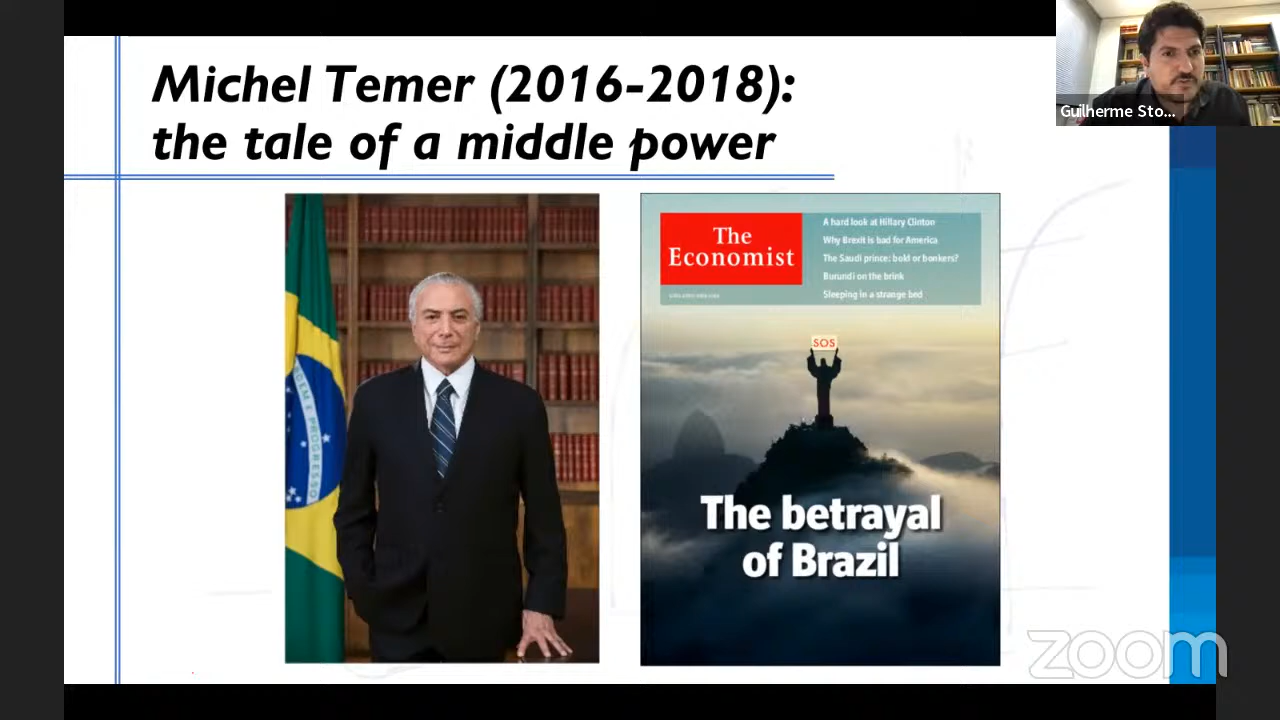 Michel Temer (2016-2018):
the tale of a middle power
Guilherme Sto...
ORDEM E PROGRESSO
The
Economist
A hard look at Hillary Clinton
Why Brexit is bad for America
The Saudi prince: bold or bonkers?
Burundi on the brink
Sleeping in a strange bed
SOS
The betrayal
of Brazil
zoom